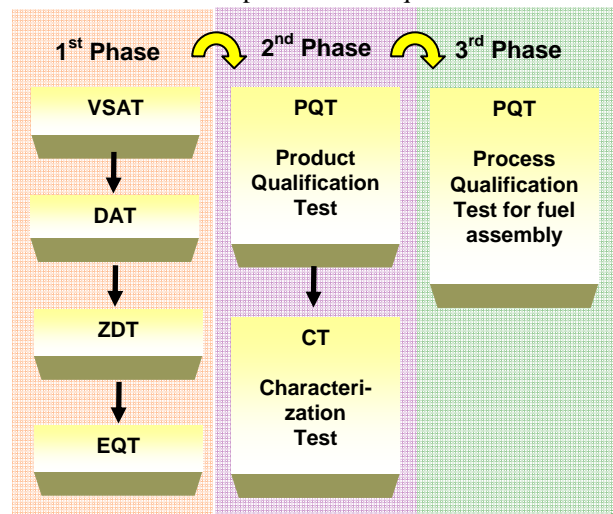 1st Phase
2nd Phase
3rd Phase
VSAT
DAT
ZDT
EQT
PQT
Product
Qualification
Test
CT
Characteri-
zation
Test
PQT
Process
Qualification
Test for fuel
assembly